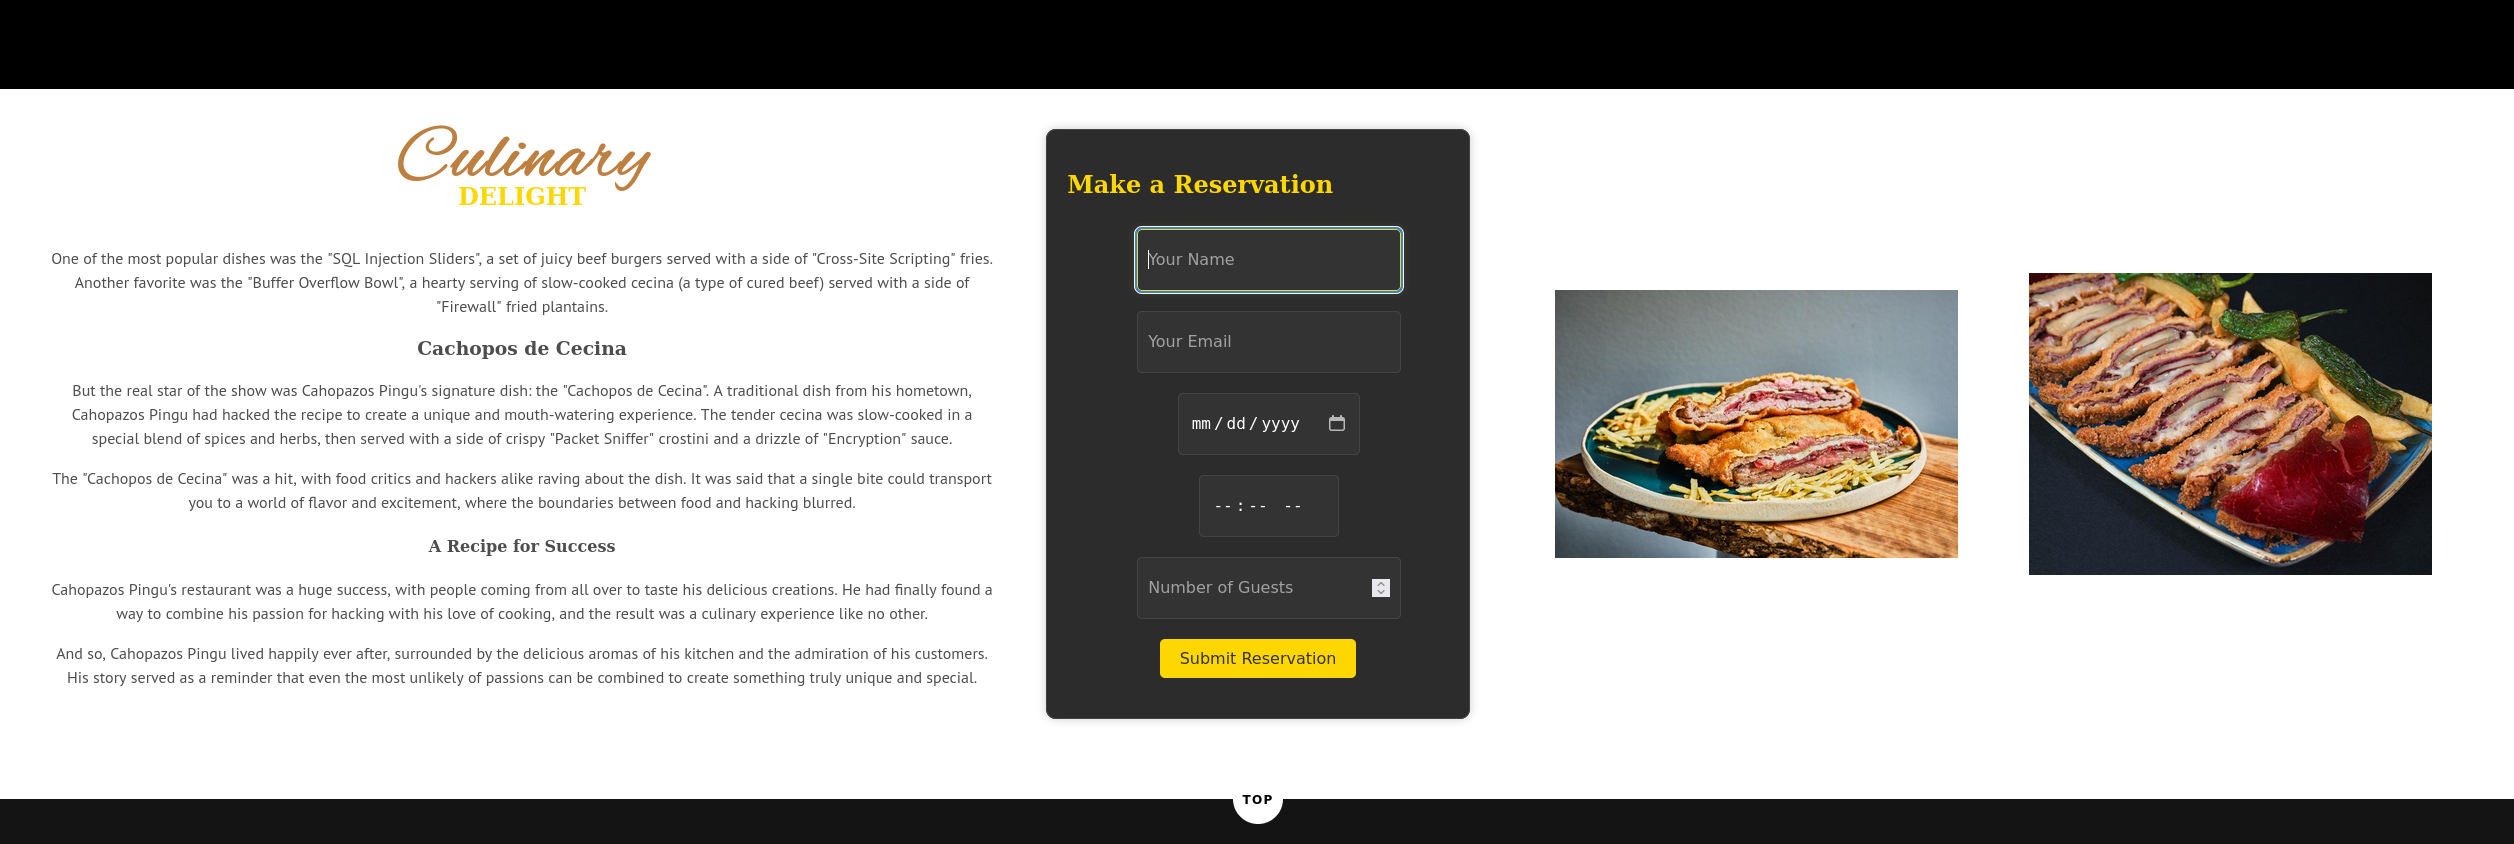 Culinary
DELIGHT
One of the most popular dishes was the "SQL Injection Sliders", a set of juicy beef burgers served with a side of "Cross-Site Scripting" fries.
Another favorite was the "Buffer Overflow Bowl", a hearty serving of slow-cooked cecina (a type of cured beef) served with a side of
"Firewall" fried plantains.
Cachopos de Cecina
But the real star of the show was Cahopazos Pingu's signature dish: the "Cachopos de Cecina". A traditional dish from his hometown,
Cahopazos Pingu had hacked the recipe to create a unique and mouth-watering experience. The tender cecina was slow-cooked in a
special blend of spices and herbs, then served with a side of crispy "Packet Sniffer" crostini and a drizzle of "Encryption" sauce.
The "Cachopos de Cecina" was a hit, with food critics and hackers alike raving about the dish. It was said that a single bite could transport
you to a world of flavor and excitement, where the boundaries between food and hacking blurred.
A Recipe for Success
Cahopazos Pingu's restaurant was a huge success, with people coming from all over to taste his delicious creations. He had finally found a
way to combine his passion for hacking with his love of cooking, and the result was a culinary experience like no other.
And so, Cahopazos Pingu lived happily ever after, surrounded by the delicious aromas of his kitchen and the admiration of his customers.
His story served as a reminder that even the most unlikely of passions can be combined to create something truly unique and special.
Make a Reservation
Your Name
Your Email
mm/dd/yyyy
--:-- --
Number of Guests
Submit Reservation
TOP